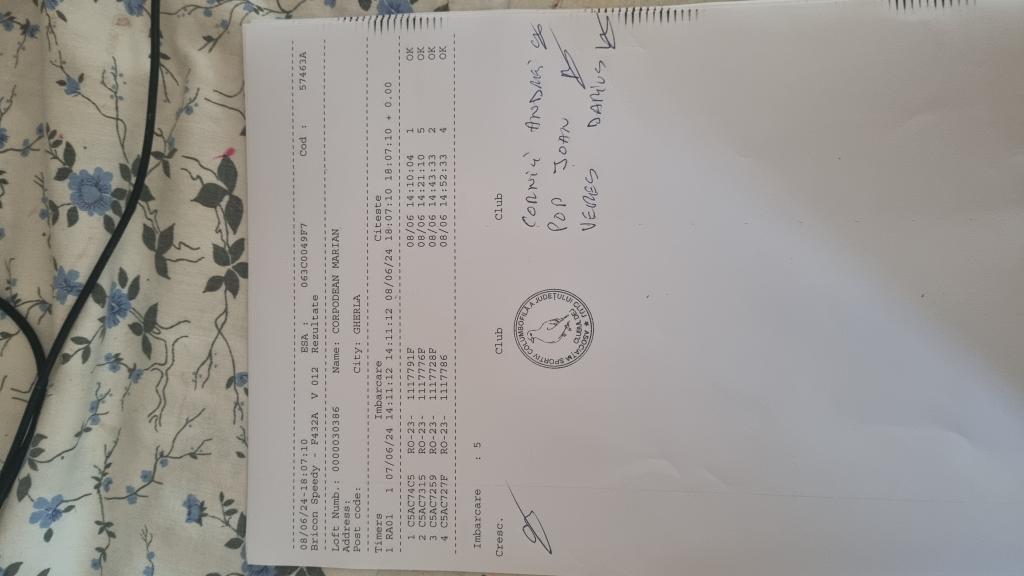 08/06/24-18:07:10 ESA : 063C0049F7 Cod : 57463A
Bricon Speedy - F432A V 012 Rezultate
Loft Numb.: 0000030386 Name: CORPODEAN MARIAN
Address:
Post code: City: GHERLA
Timers Imbarcare Citeste
1 RA01 1 07/06/24 14:11:12 14:11:12 08/06/24 18:07:10 18:07:10 + 0.00
1 C5AC74C5 RO-23- 1117791F 08/06 14:10:04 1 OK
2 C5AC7315 RO-23- 1117776F 08/06 14:21:10 5 OK
3 C5AC7259 RO-23- 1117728F 08/06 14:43:33 2 OK
4 C5AC727F RO-23- 1117786 08/06 14:52:33 4 OK
Imbarcare : 5
Cresc. Club Club
ASOCIAȚIA SPORTIV COLUMBOFILĂ A JUDEȚULUI CLUJ
POP IOAN
VERES DARIUS